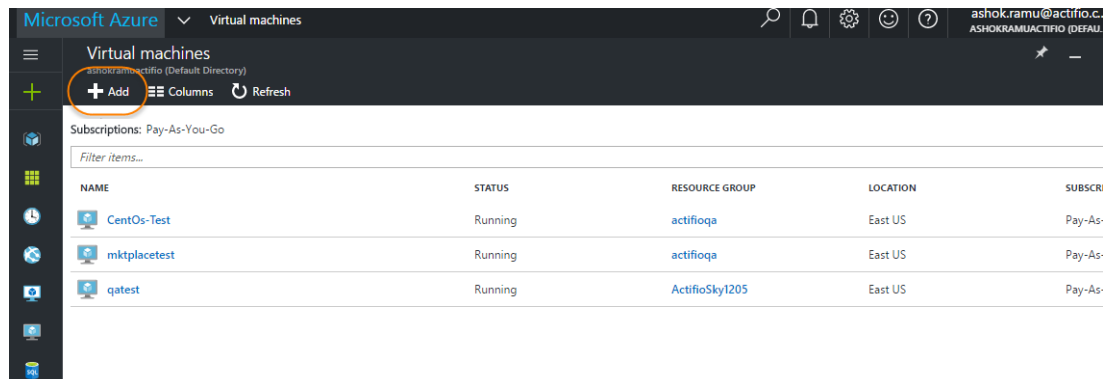 Microsoft Azure Virtual machines ashok.ramu@actifio.c...
ASHOKRAMUACTIFIO (DEFAU...
Virtual machines
ashokramuactifio (Default Directory)
Add Columns Refresh
Subscriptions: Pay-As-You-Go
Filter items...
NAME STATUS RESOURCE GROUP LOCATION SUBSCRI
CentOs-Test Running actifioqa East US Pay-As-
mktplacetest Running actifioqa East US Pay-As-
qatest Running ActifioSky1205 East US Pay-As-
SQL